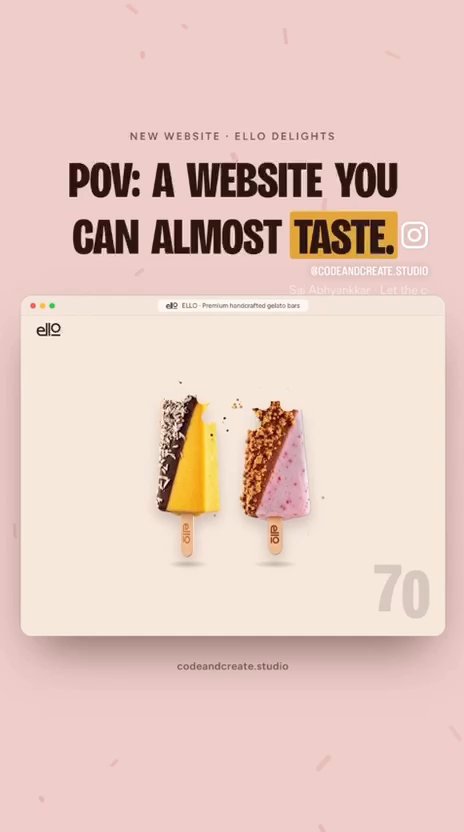 NEW WEBSITE · ELLO DELIGHTS
POV: A WEBSITE YOU
CAN ALMOST TASTE.
@CODEANDCREATE.STUDIO
Sai Abhyankkar · Let the c
ello ELLO · Premium handcrafted gelato bars
ello
ello
ello
70
codeandcreate.studio